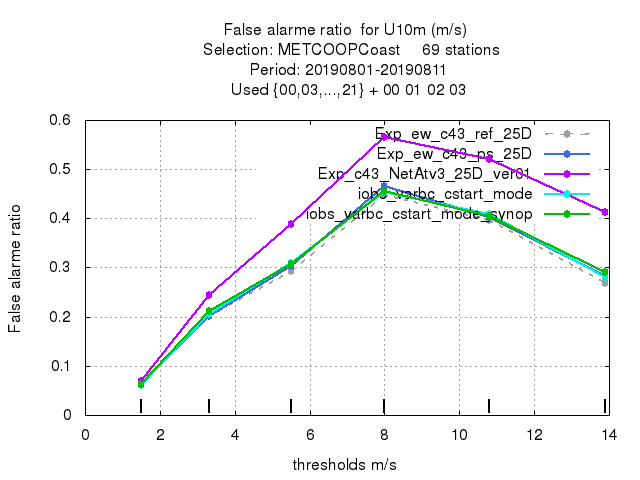 False alarme ratio  for U10m (m/s)
Selection: METCOOPCoast     69 stations
Period: 20190801-20190811
Used {00,03,...,21} + 00 01 02 03
0.6
0.5
0.4
0.3
0.2
0.1
0
False alarme ratio
Exp_ew_c43_ref_25D
Exp_ew_c43_ps_25D
Exp_c43_NetAtv3_25D_ver01
iobs_varbc_cstart_mode
iobs_varbc_cstart_mode_synop
0 2 4 6 8 10 12 14
thresholds m/s